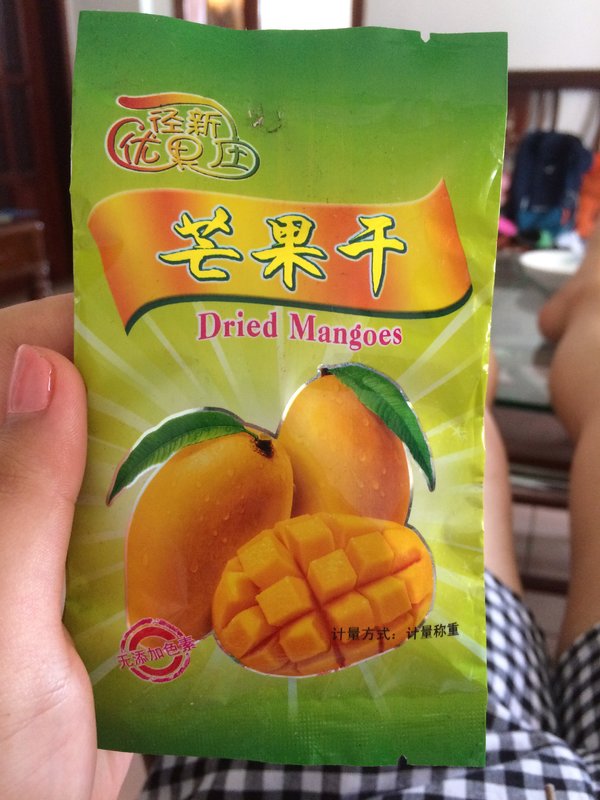 径新
优果庄
芒果干
Dried Mangoes
计量方式：计量称重
无添加色素